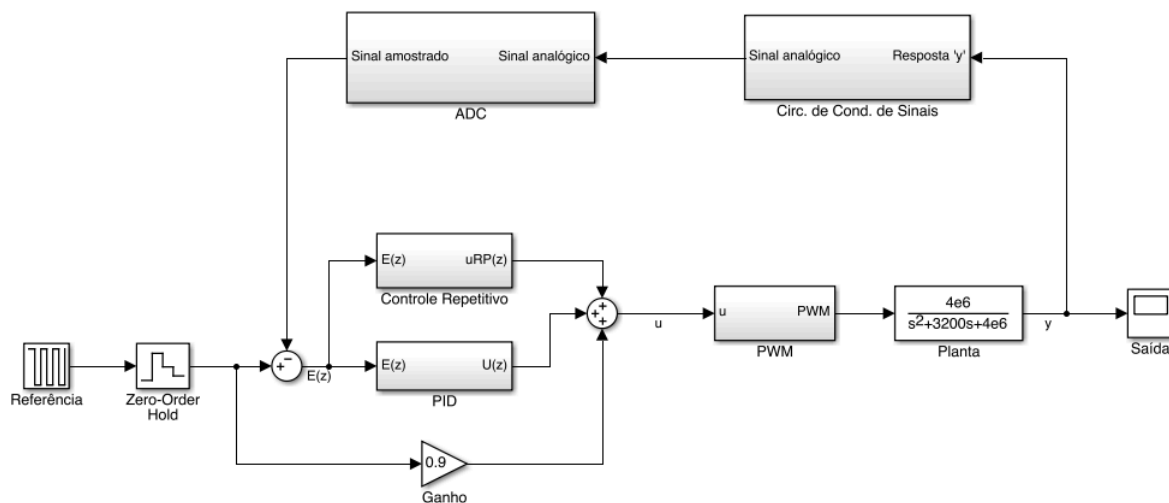 Sinal amostrado
Sinal analógico
ADC
Sinal analógico
Resposta 'y'
Circ. de Cond. de Sinais
E(z)
uRP(z)
Controle Repetitivo
+
+
+
u
u
PWM
PWM
4e6
s²+3200s+4e6
Planta
y
Saída
Referência
Zero-Order
Hold
−
+
E(z)
E(z)
U(z)
PID
0.9
Ganho